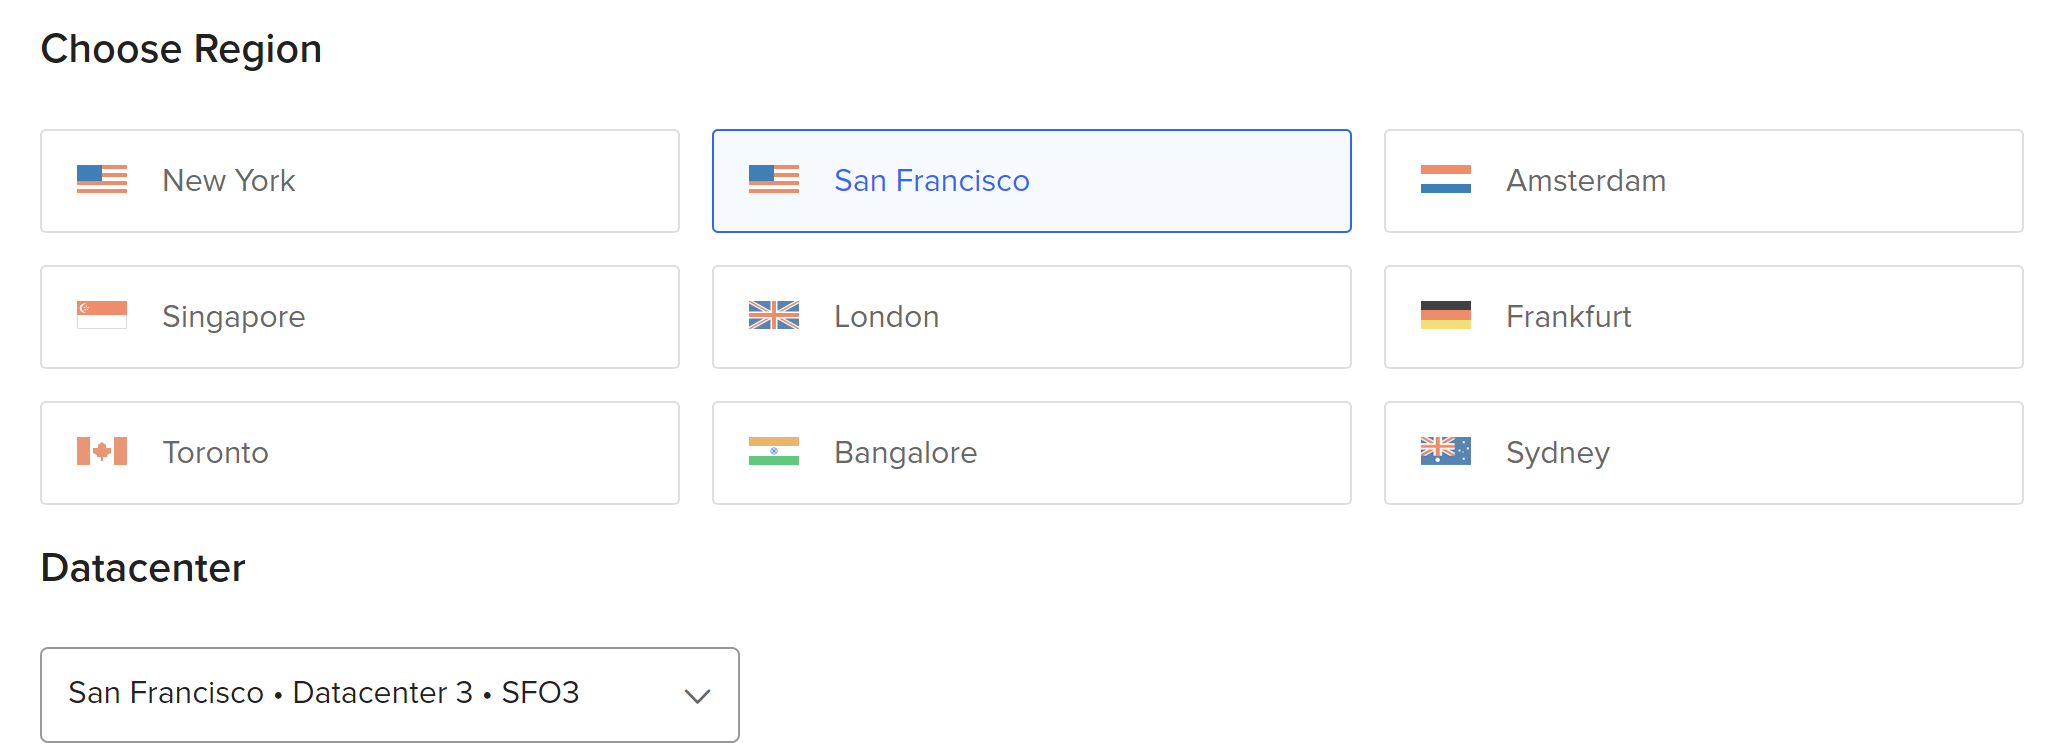 Choose Region
New York
San Francisco
Amsterdam
Singapore
London
Frankfurt
Toronto
Bangalore
Sydney
Datacenter
San Francisco • Datacenter 3 • SFO3